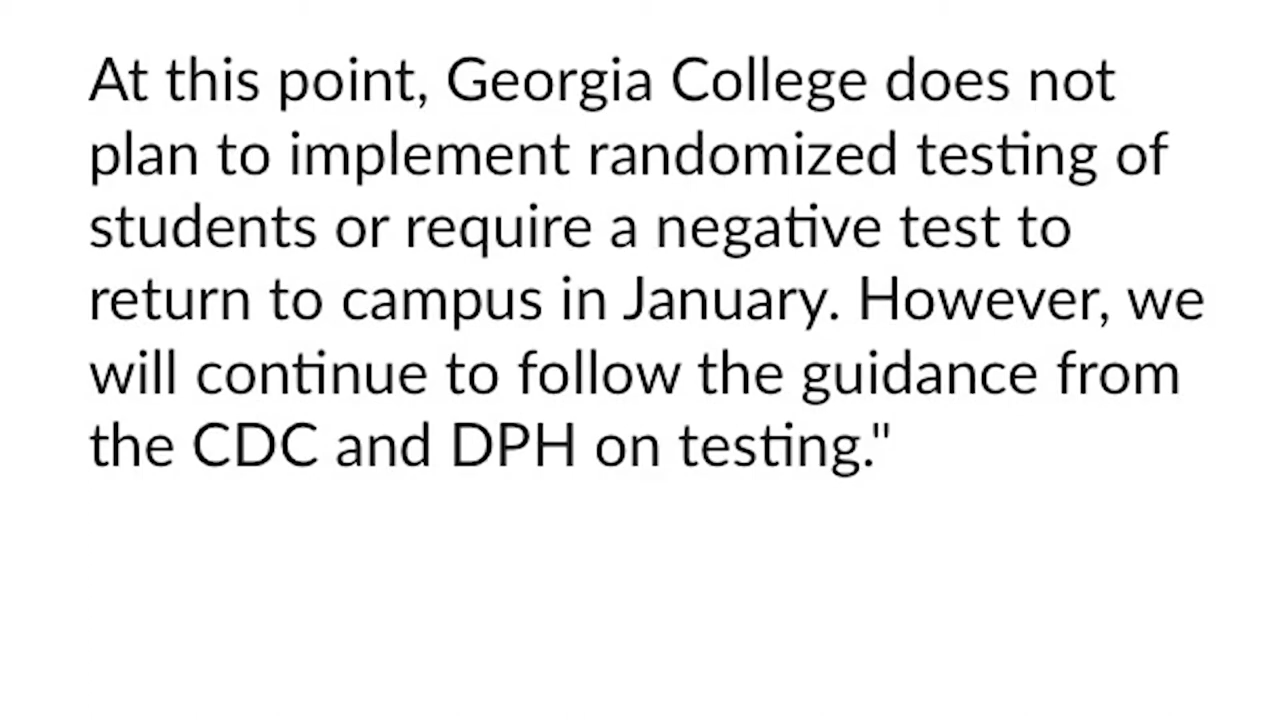 At this point, Georgia College does not
plan to implement randomized testing of
students or require a negative test to
return to campus in January. However, we
will continue to follow the guidance from
the CDC and DPH on testing."